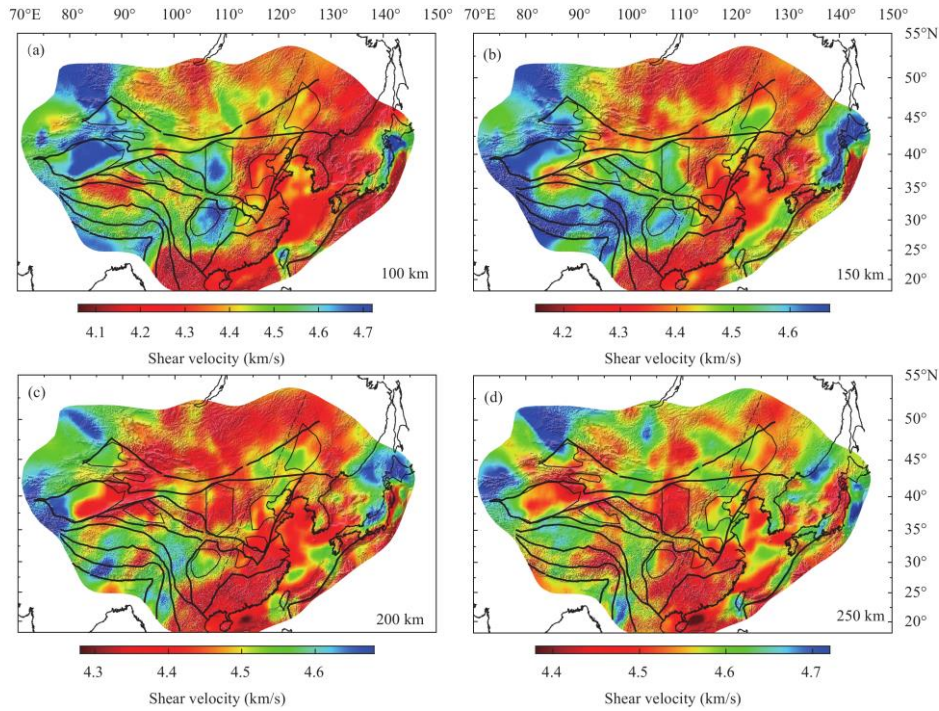 70°E 80° 90° 100° 110° 120° 130° 140° 150° 70°E 80° 90° 100° 110° 120° 130° 140° 150°
(a) (b) 55°N
50°
45°
40°
35°
30°
25°
100 km 150 km 20°
4.1 4.2 4.3 4.4 4.5 4.6 4.7 4.2 4.3 4.4 4.5 4.6
Shear velocity (km/s) Shear velocity (km/s)
(c) (d) 55°N
50°
45°
40°
35°
30°
25°
200 km 250 km 20°
4.3 4.4 4.5 4.6 4.4 4.5 4.6 4.7
Shear velocity (km/s) Shear velocity (km/s)